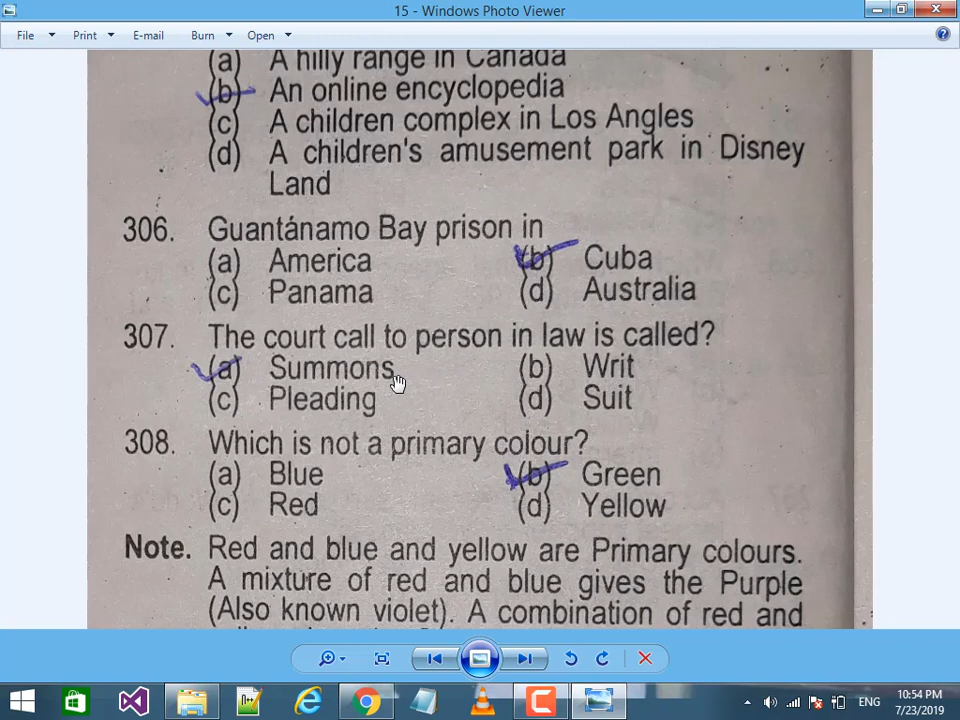 15 - Windows Photo Viewer
File Print E-mail Burn Open
(a) A hilly range in Canada
(b) An online encyclopedia
(c) A children complex in Los Angles
(d) A children's amusement park in Disney
Land
306. Guantánamo Bay prison in
(a) America (b) Cuba
(c) Panama (d) Australia
307. The court call to person in law is called?
(a) Summons (b) Writ
(c) Pleading (d) Suit
308. Which is not a primary colour?
(a) Blue (b) Green
(c) Red (d) Yellow
Note. Red and blue and yellow are Primary colours.
A mixture of red and blue gives the Purple
(Also known violet). A combination of red and
ENG
10:54 PM
7/23/2019